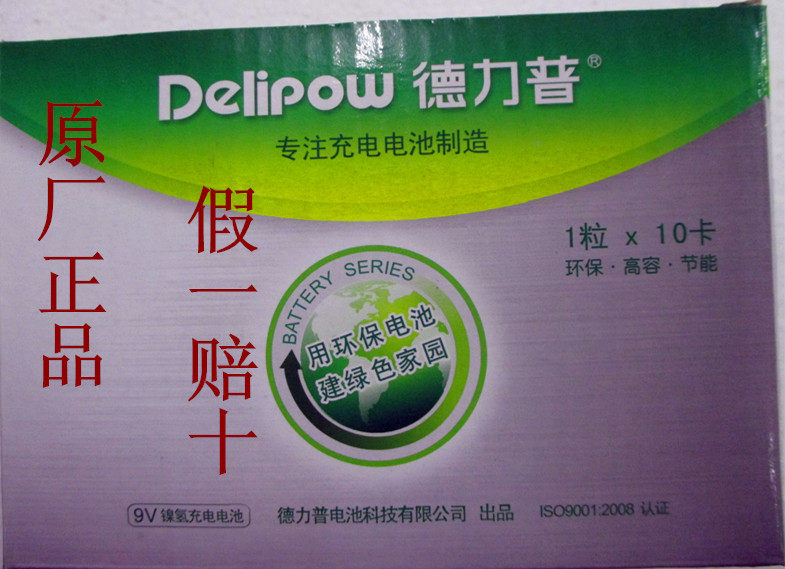 Delipow 德力普®
专注充电电池制造
原厂正品
假一赔十
1粒 x 10卡
环保·高容·节能
BATTERY SERIES
用环保电池
建绿色家园
9V 镍氢充电电池
德力普电池科技有限公司 出品
ISO9001:2008 认证